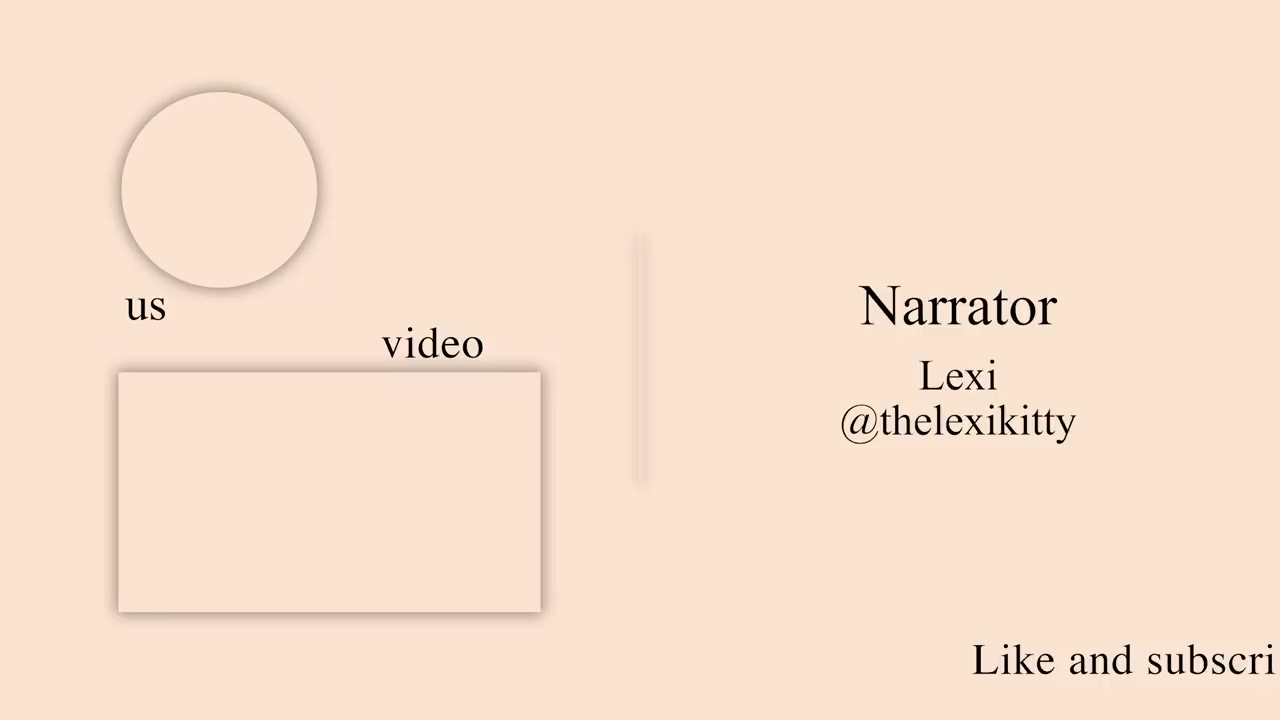 us
video
Narrator
Lexi
@thelexikitty
Like and subscri